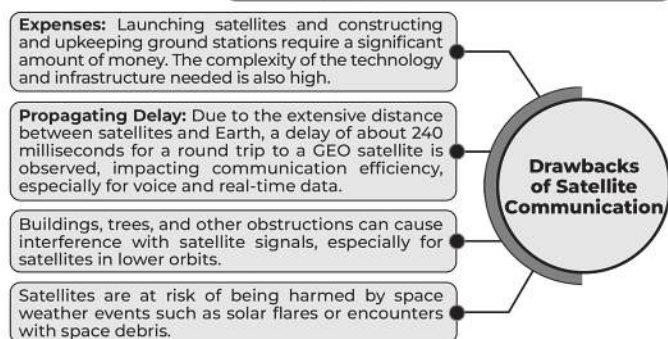 Expenses: Launching satellites and constructing
and upkeeping ground stations require a significant
amount of money. The complexity of the technology
and infrastructure needed is also high.
Propagating Delay: Due to the extensive distance
between satellites and Earth, a delay of about 240
milliseconds for a round trip to a GEO satellite is
observed, impacting communication efficiency,
especially for voice and real-time data.
Buildings, trees, and other obstructions can cause
interference with satellite signals, especially for
satellites in lower orbits.
Satellites are at risk of being harmed by space
weather events such as solar flares or encounters
with space debris.
Drawbacks
of Satellite
Communication